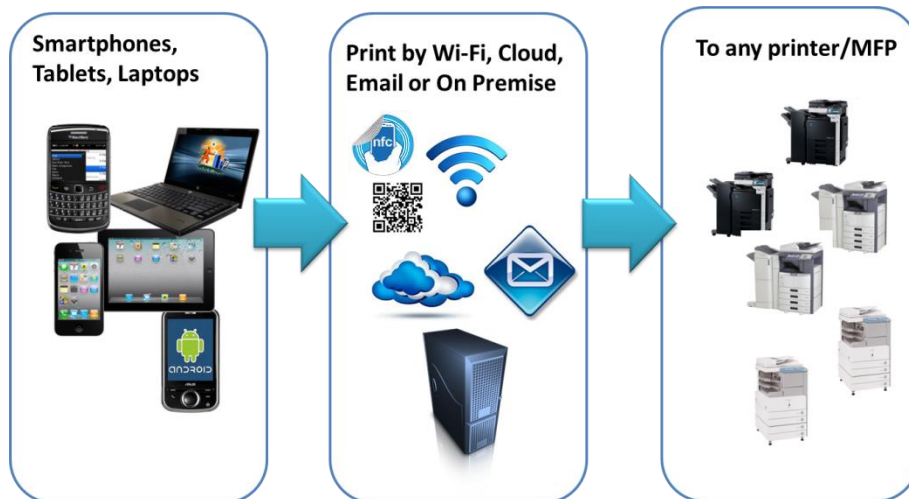 Smartphones,
Tablets, Laptops
Print by Wi-Fi, Cloud,
Email or On Premise
To any printer/MFP
nfc
ANDROID